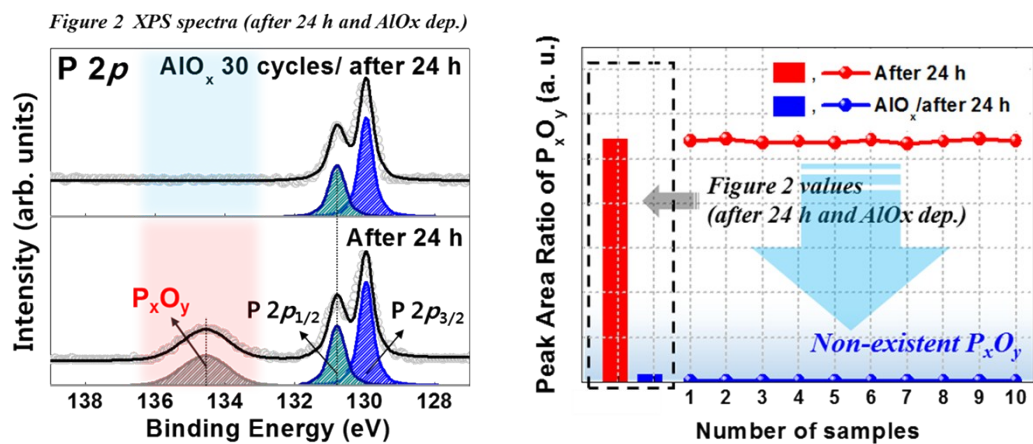 Figure 2 XPS spectra (after 24 h and AlOx dep.)
P 2p
AlOₓ 30 cycles/ after 24 h
After 24 h
PₓOᵧ
P 2p₁/₂
P 2p₃/₂
Intensity (arb. units)
138 136 134 132 130 128
Binding Energy (eV)
Peak Area Ratio of PₓOᵧ (a. u.)
, After 24 h
, AlOₓ/after 24 h
Figure 2 values
(after 24 h and AlOx dep.)
Non-existent PₓOᵧ
1 2 3 4 5 6 7 8 9 10
Number of samples